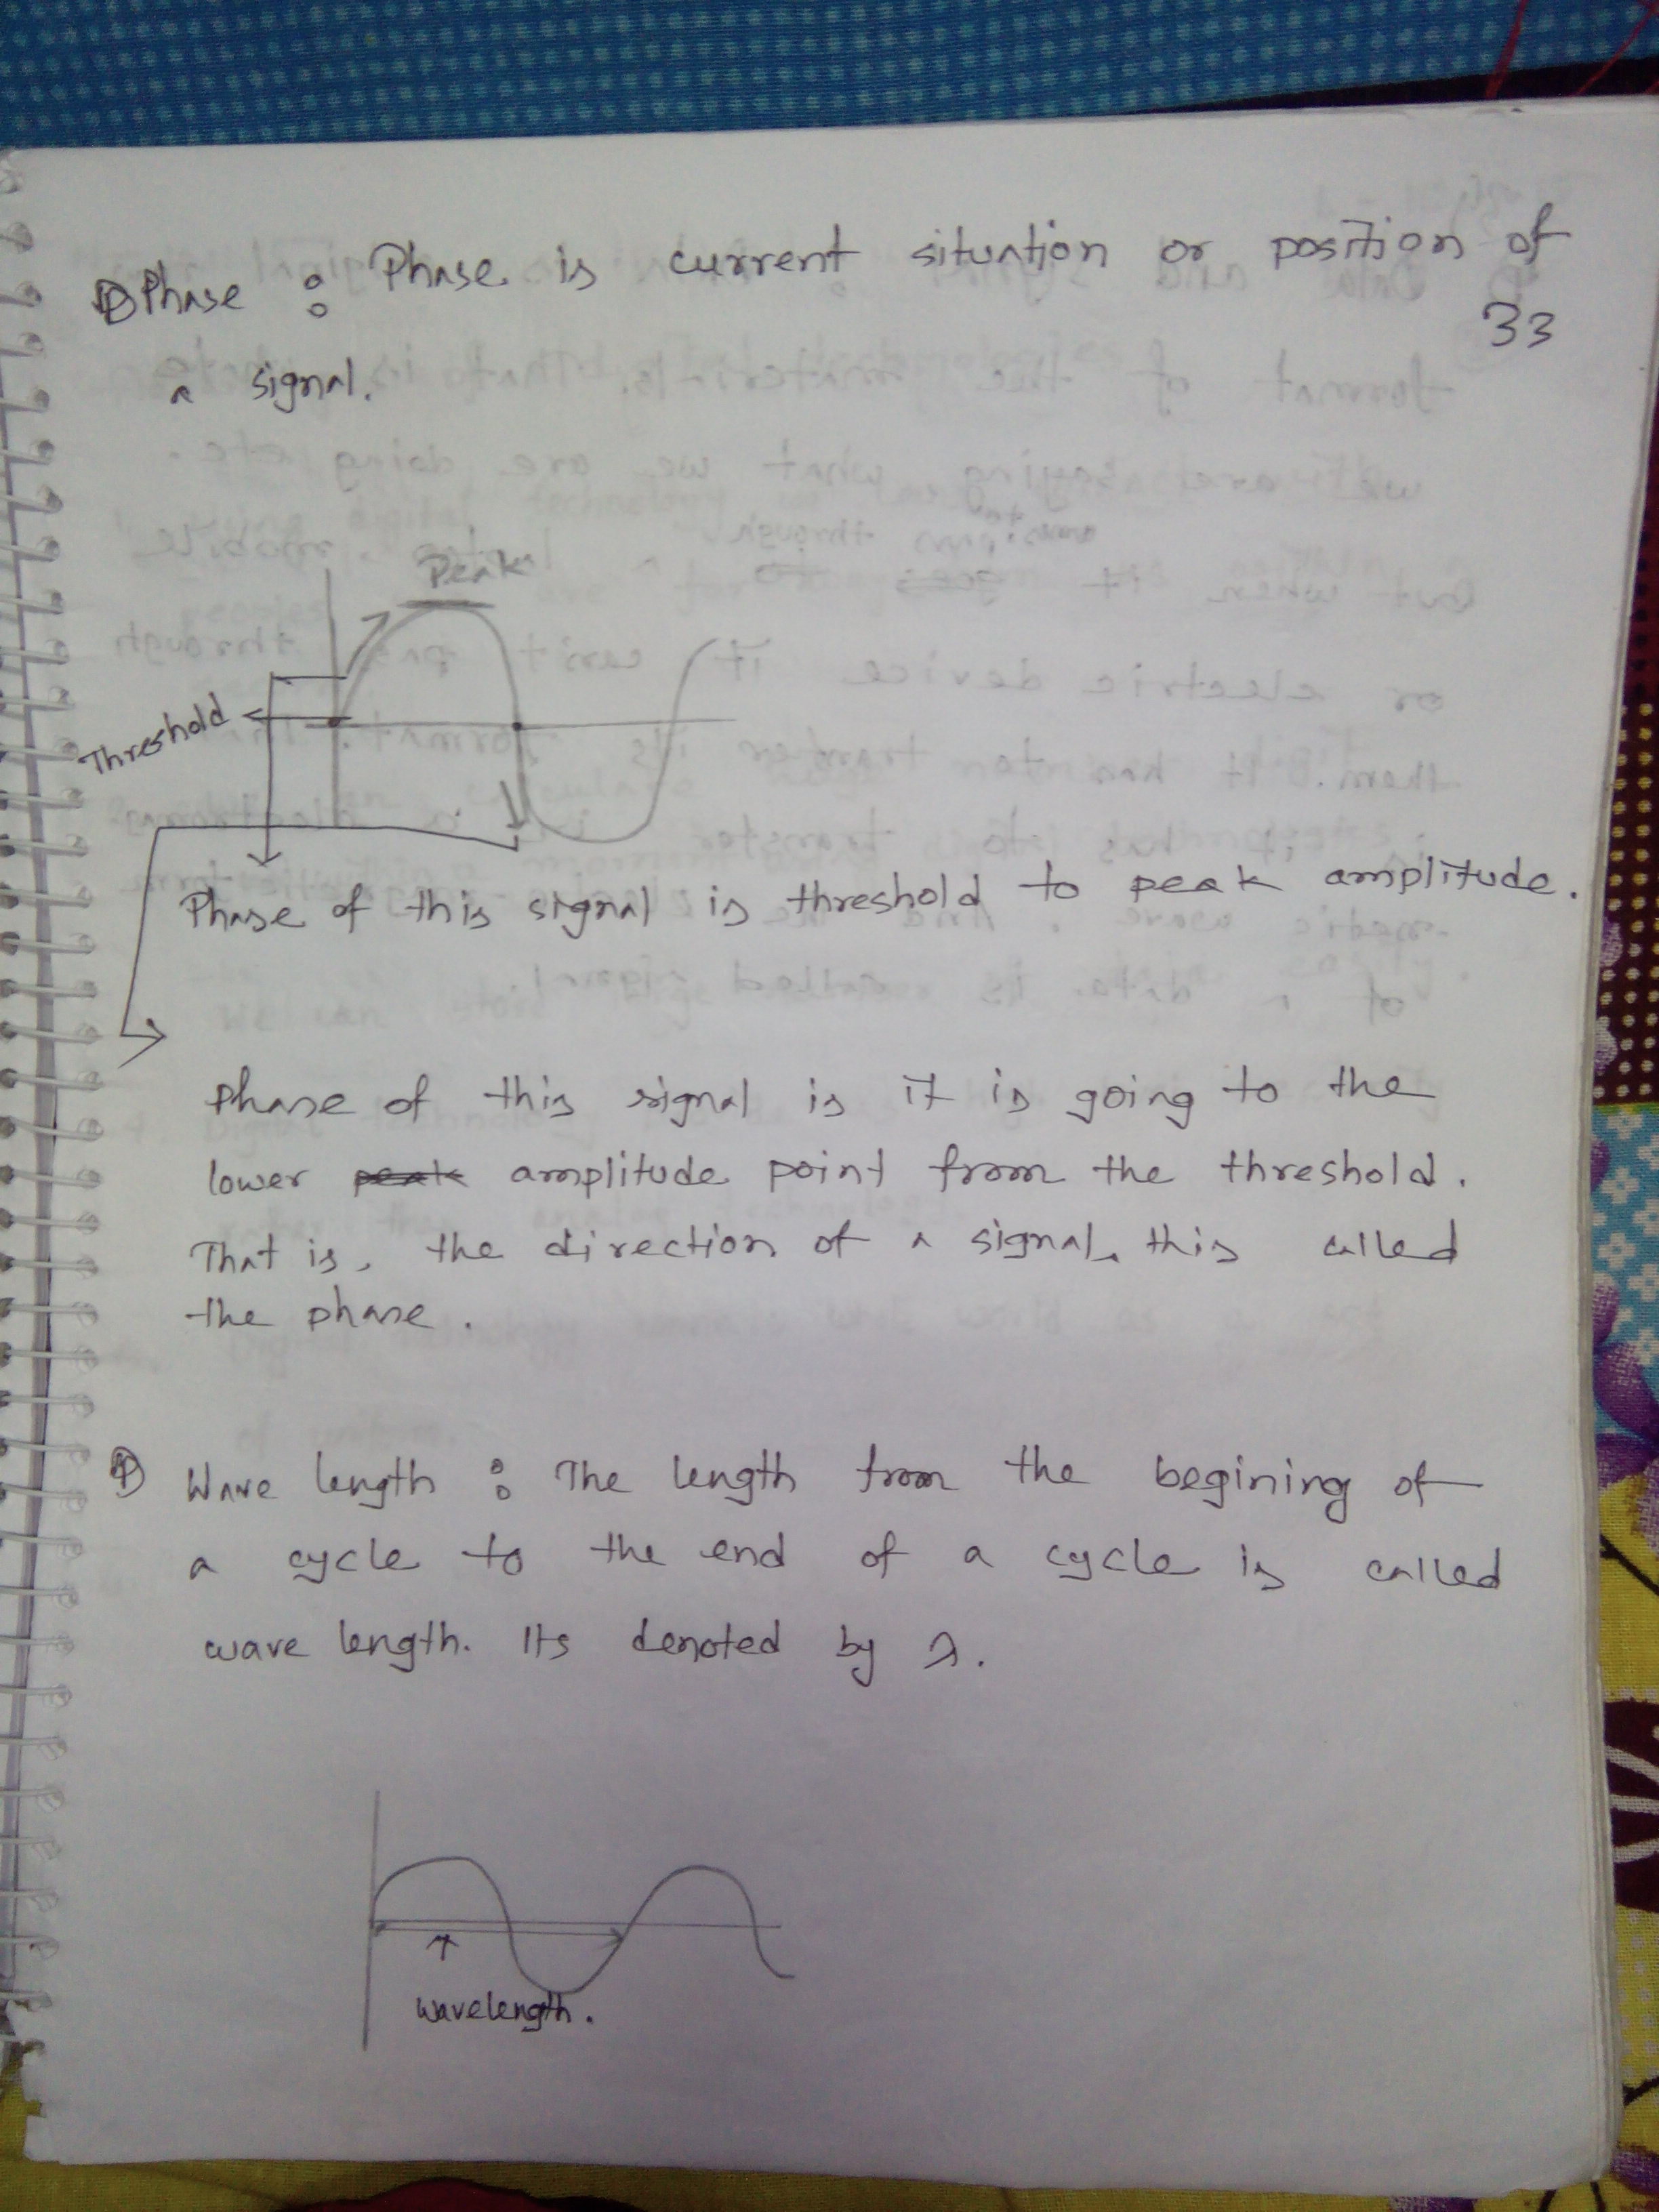 Phase : Phase is current situation or position of
33
a signal.
Peak
Threshold
Phase of this signal is threshold to peak amplitude.
phase of this signal is it is going to the
lower peak amplitude point from the threshold.
That is, the direction of a signal, this called
the phase.
Wave length : The length from the begining of
a cycle to the end of a cycle is called
wave length. Its denoted by λ.
wavelength.